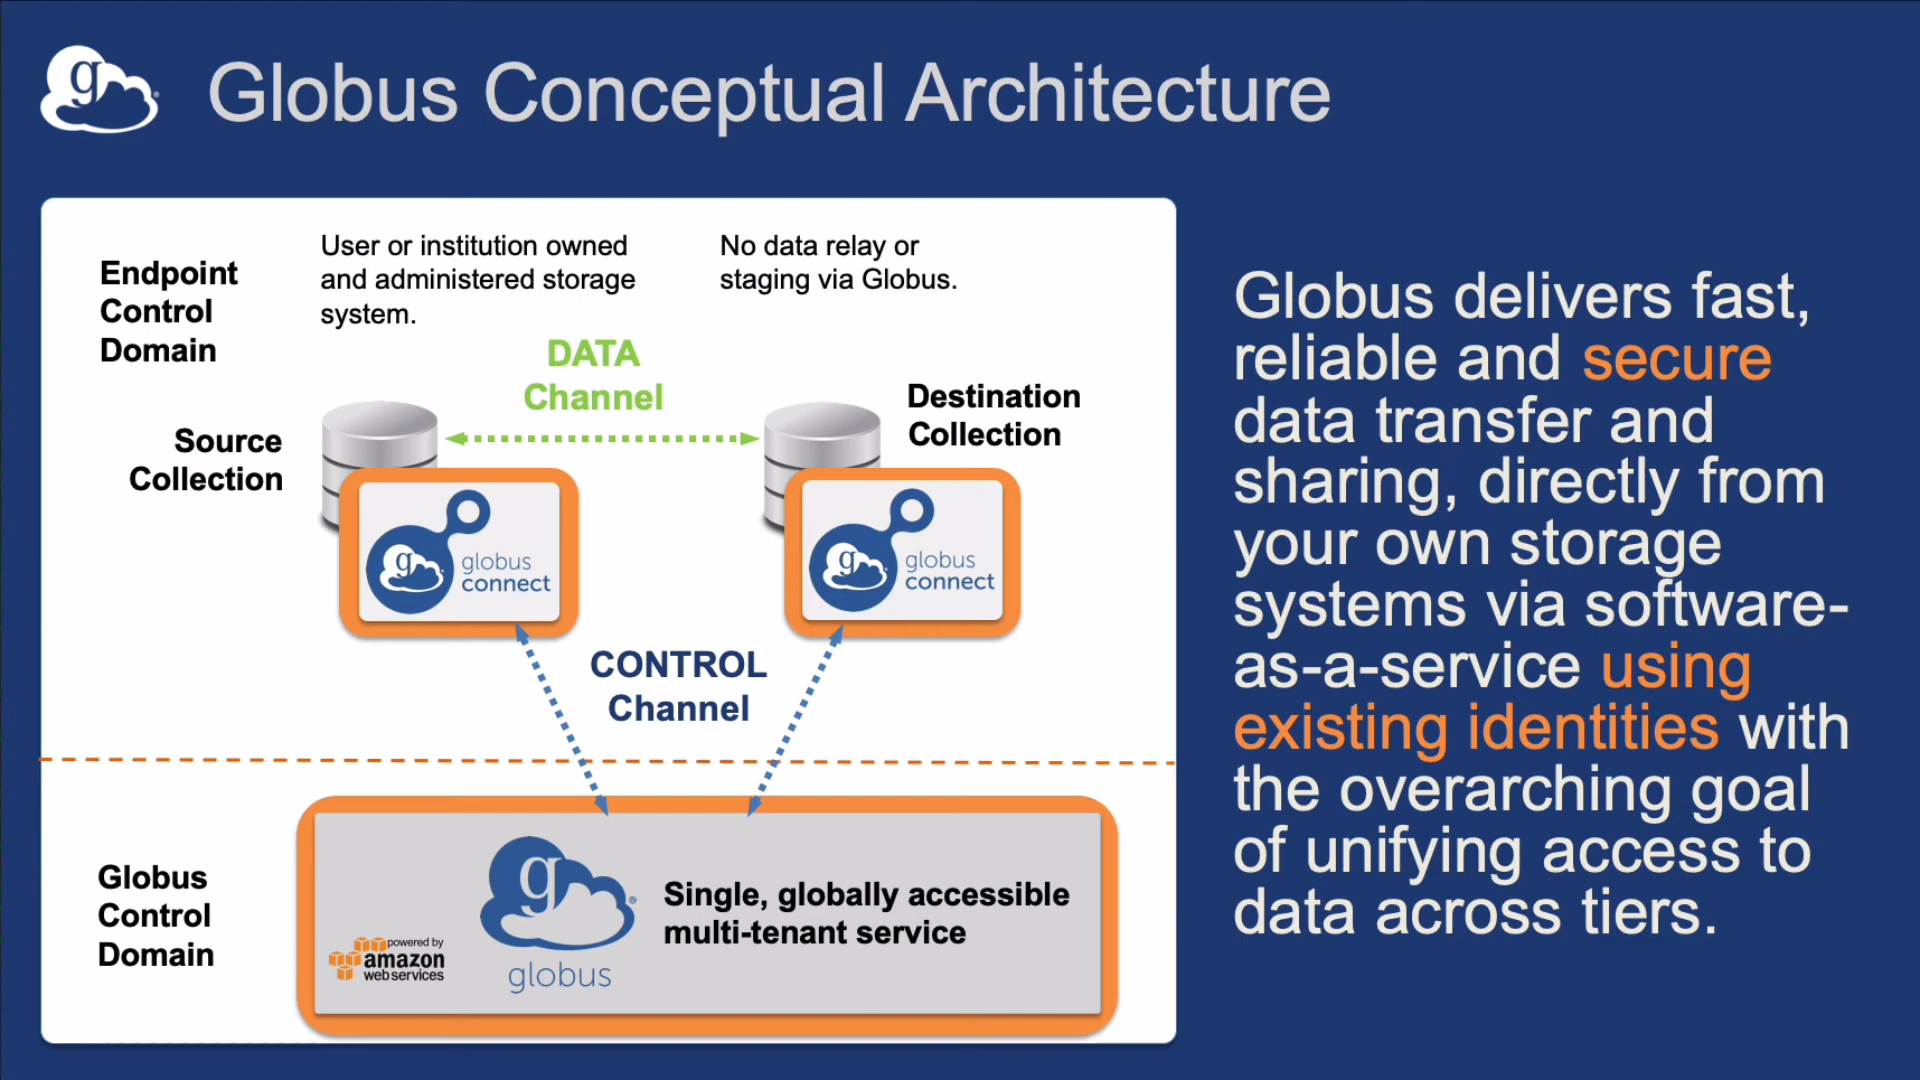 g
Globus Conceptual Architecture
Endpoint
Control
Domain
User or institution owned
and administered storage
system.
No data relay or
staging via Globus.
DATA
Channel
Source
Collection
Destination
Collection
g globus
connect
g globus
connect
CONTROL
Channel
Globus
Control
Domain
powered by
amazon
web services
g
globus
Single, globally accessible
multi-tenant service
Globus delivers fast,
reliable and secure
data transfer and
sharing, directly from
your own storage
systems via software-
as-a-service using
existing identities with
the overarching goal
of unifying access to
data across tiers.